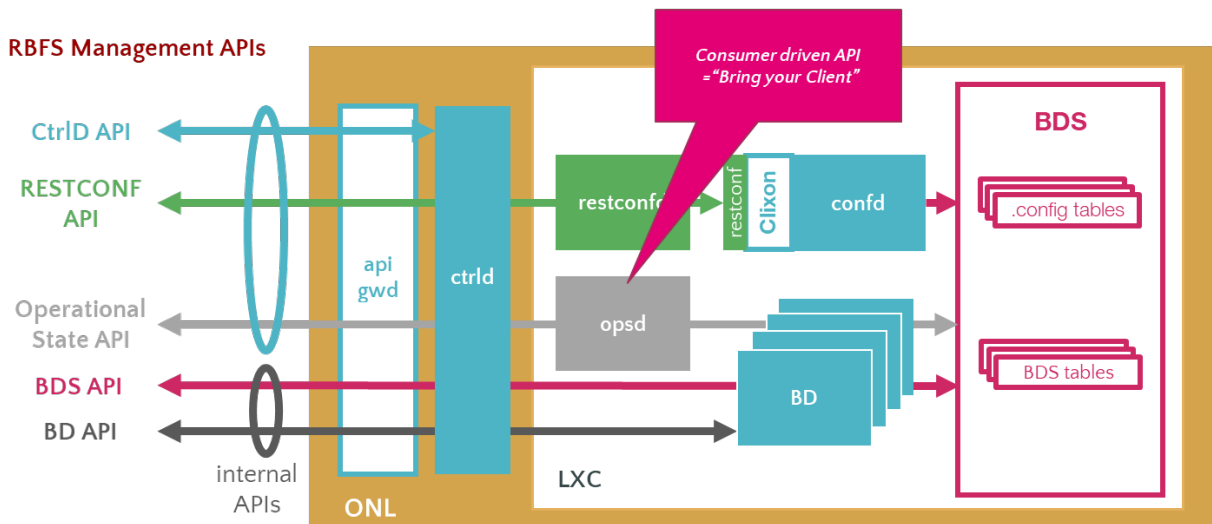 RBFS Management APIs
Consumer driven API
="Bring your Client"
CtrlD API
RESTCONF
API
Operational
State API
BDS API
BD API
internal
APIs
api
gwd
ctrld
ONL
restconfd
restconf
Clixon
confd
opsd
BD
LXC
BDS
.config tables
BDS tables